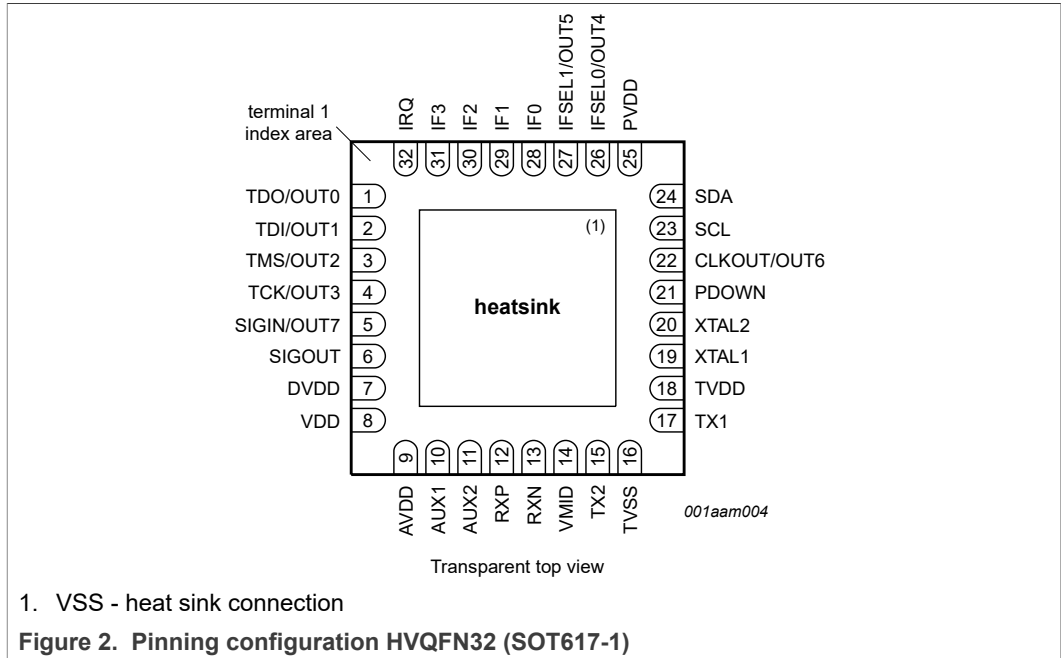 IRQ
IF3
IF2
IF1
IF0
IFSEL1/OUT5
IFSEL0/OUT4
PVDD
terminal 1
index area
32 31 30 29 28 27 26 25
TDO/OUT0 1
TDI/OUT1 2
TMS/OUT2 3
TCK/OUT3 4
SIGIN/OUT7 5
SIGOUT 6
DVDD 7
VDD 8
(1)
heatsink
24 SDA
23 SCL
22 CLKOUT/OUT6
21 PDOWN
20 XTAL2
19 XTAL1
18 TVDD
17 TX1
9 10 11 12 13 14 15 16
AVDD
AUX1
AUX2
RXP
RXN
VMID
TX2
TVSS
001aam004
Transparent top view
1. VSS - heat sink connection
Figure 2. Pinning configuration HVQFN32 (SOT617-1)